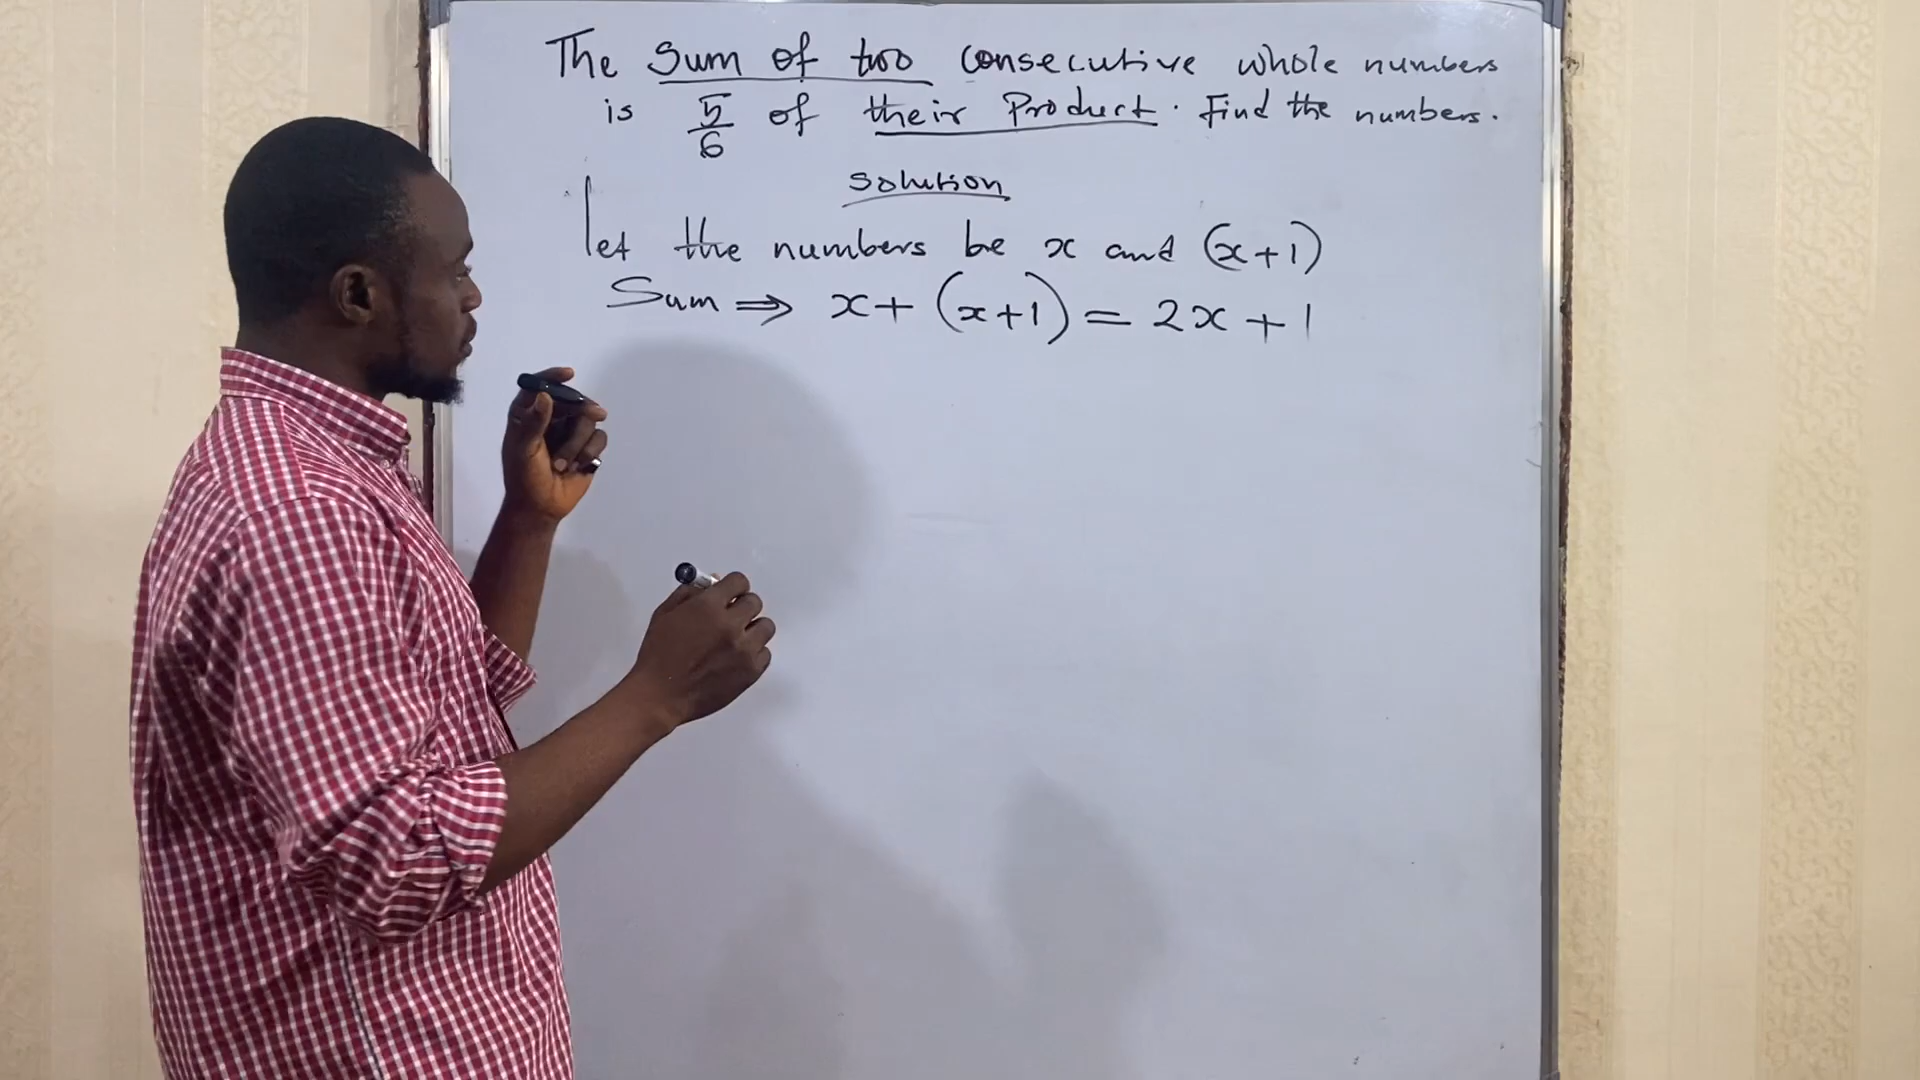 The Sum of two consecutive whole numbers
is 5/6 of their Product. Find the numbers.
Solution
Let the numbers be x and (x+1)
Sum ⇒ x+(x+1) = 2x+1